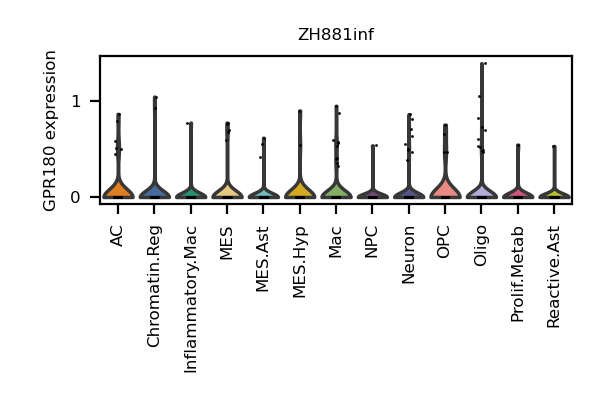 ZH881inf
GPR180 expression
1
0
AC
Chromatin.Reg
Inflammatory.Mac
MES
MES.Ast
MES.Hyp
Mac
NPC
Neuron
OPC
Oligo
Prolif.Metab
Reactive.Ast